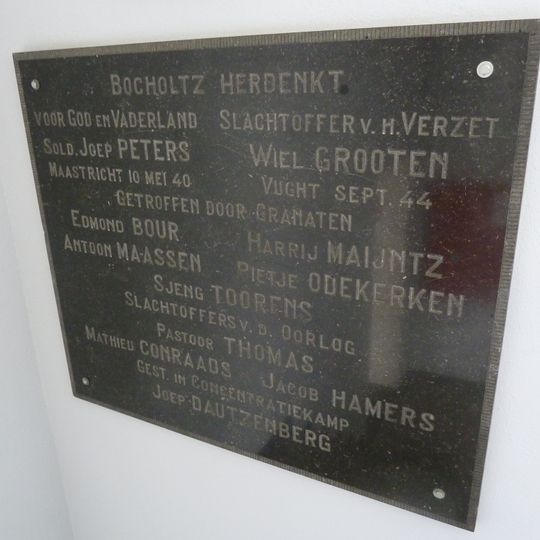 BOCHOLTZ HERDENKT
VOOR GOD EN VADERLAND SLACHTOFFER V. H. VERZET
SOLD. JOEP PETERS WIEL GROOTEN
MAASTRICHT 10 MEI 40 VUGHT SEPT. 44
GETROFFEN DOOR GRANATEN
EDMOND BOUR HARRIJ MAIJNTZ
ANTOON MAASSEN PIETJE ODEKERKEN
SJENG TOORENS
SLACHTOFFERS V. D. OORLOG
PASTOOR THOMAS
MATHIEU CONRAADS JACOB HAMERS
GEST. IN CONCENTRATIEKAMP
JOEP DAUTZENBERG